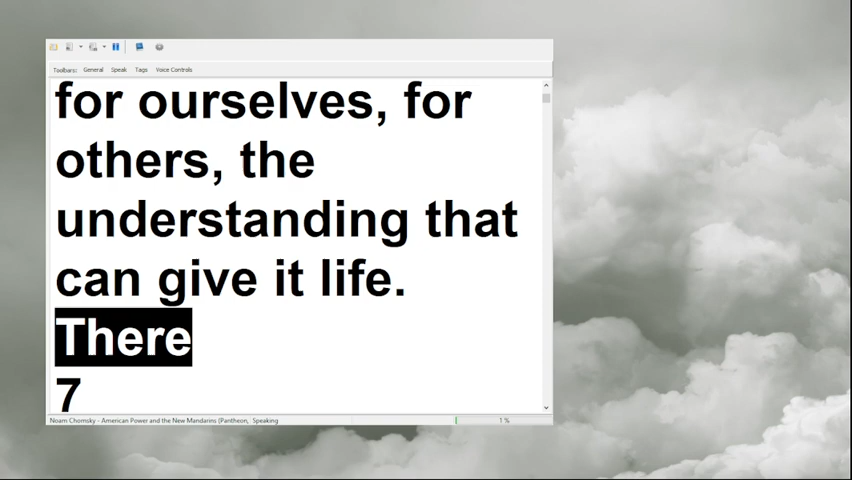 Toolbars: General Speak Tags Voice Controls
for ourselves, for
others, the
understanding that
can give it life.
There
7
Noam Chomsky - American Power and the New Mandarins (Pantheon, Speaking 1 %